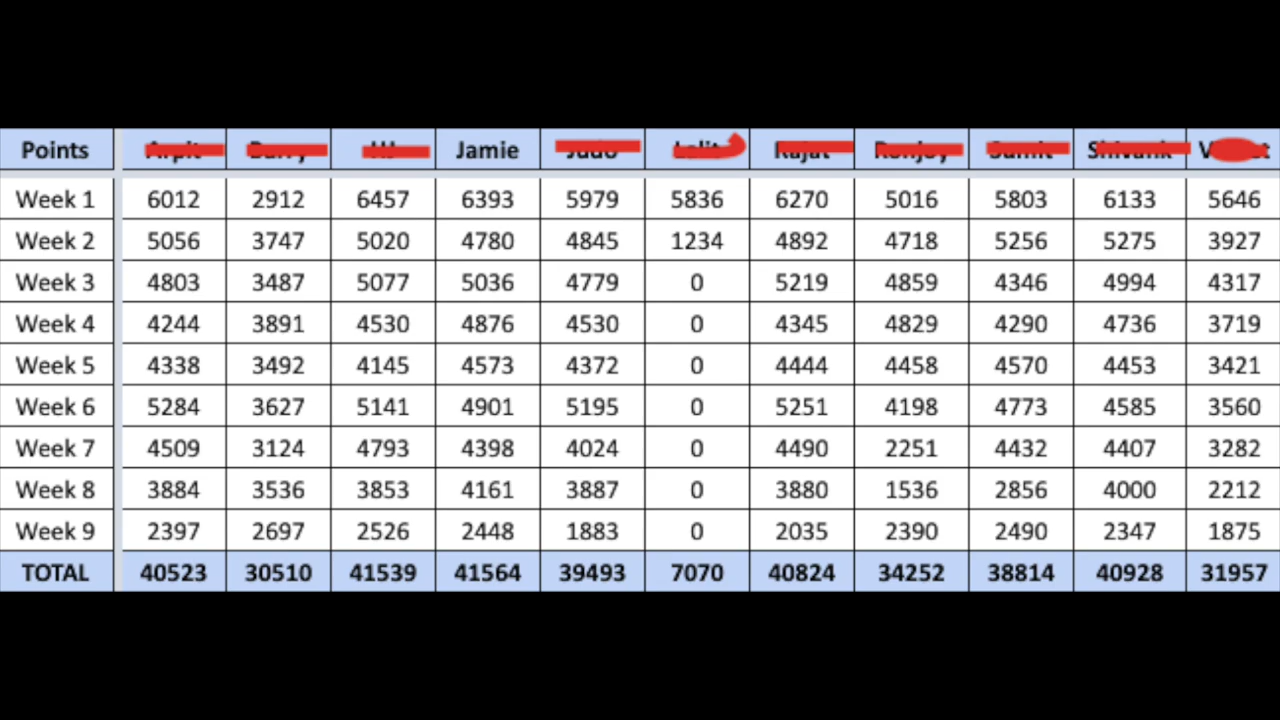 Points Jamie
Week 1 6012 2912 6457 6393 5979 5836 6270 5016 5803 6133 5646
Week 2 5056 3747 5020 4780 4845 1234 4892 4718 5256 5275 3927
Week 3 4803 3487 5077 5036 4779 0 5219 4859 4346 4994 4317
Week 4 4244 3891 4530 4876 4530 0 4345 4829 4290 4736 3719
Week 5 4338 3492 4145 4573 4372 0 4444 4458 4570 4453 3421
Week 6 5284 3627 5141 4901 5195 0 5251 4198 4773 4585 3560
Week 7 4509 3124 4793 4398 4024 0 4490 2251 4432 4407 3282
Week 8 3884 3536 3853 4161 3887 0 3880 1536 2856 4000 2212
Week 9 2397 2697 2526 2448 1883 0 2035 2390 2490 2347 1875
TOTAL 40523 30510 41539 41564 39493 7070 40824 34252 38814 40928 31957